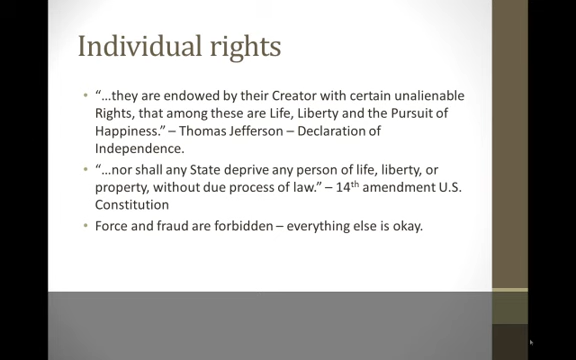 Individual rights
• “…they are endowed by their Creator with certain unalienable
Rights, that among these are Life, Liberty and the Pursuit of
Happiness.” – Thomas Jefferson – Declaration of
Independence.
• “…nor shall any State deprive any person of life, liberty, or
property, without due process of law.” – 14th amendment U.S.
Constitution
• Force and fraud are forbidden – everything else is okay.